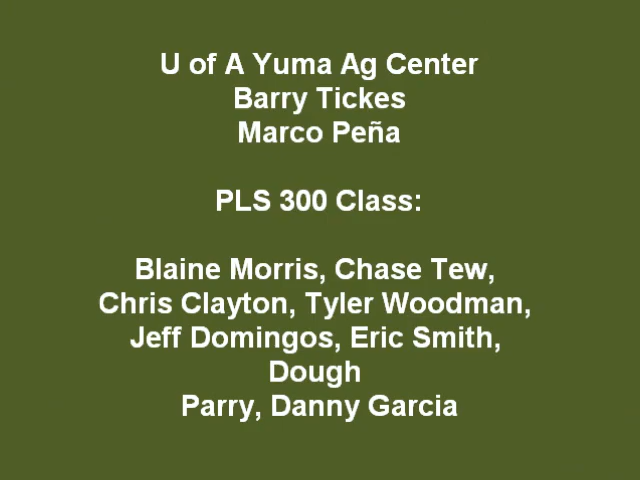 U of A Yuma Ag Center
Barry Tickes
Marco Peña
PLS 300 Class:
Blaine Morris, Chase Tew,
Chris Clayton, Tyler Woodman,
Jeff Domingos, Eric Smith,
Dough
Parry, Danny Garcia